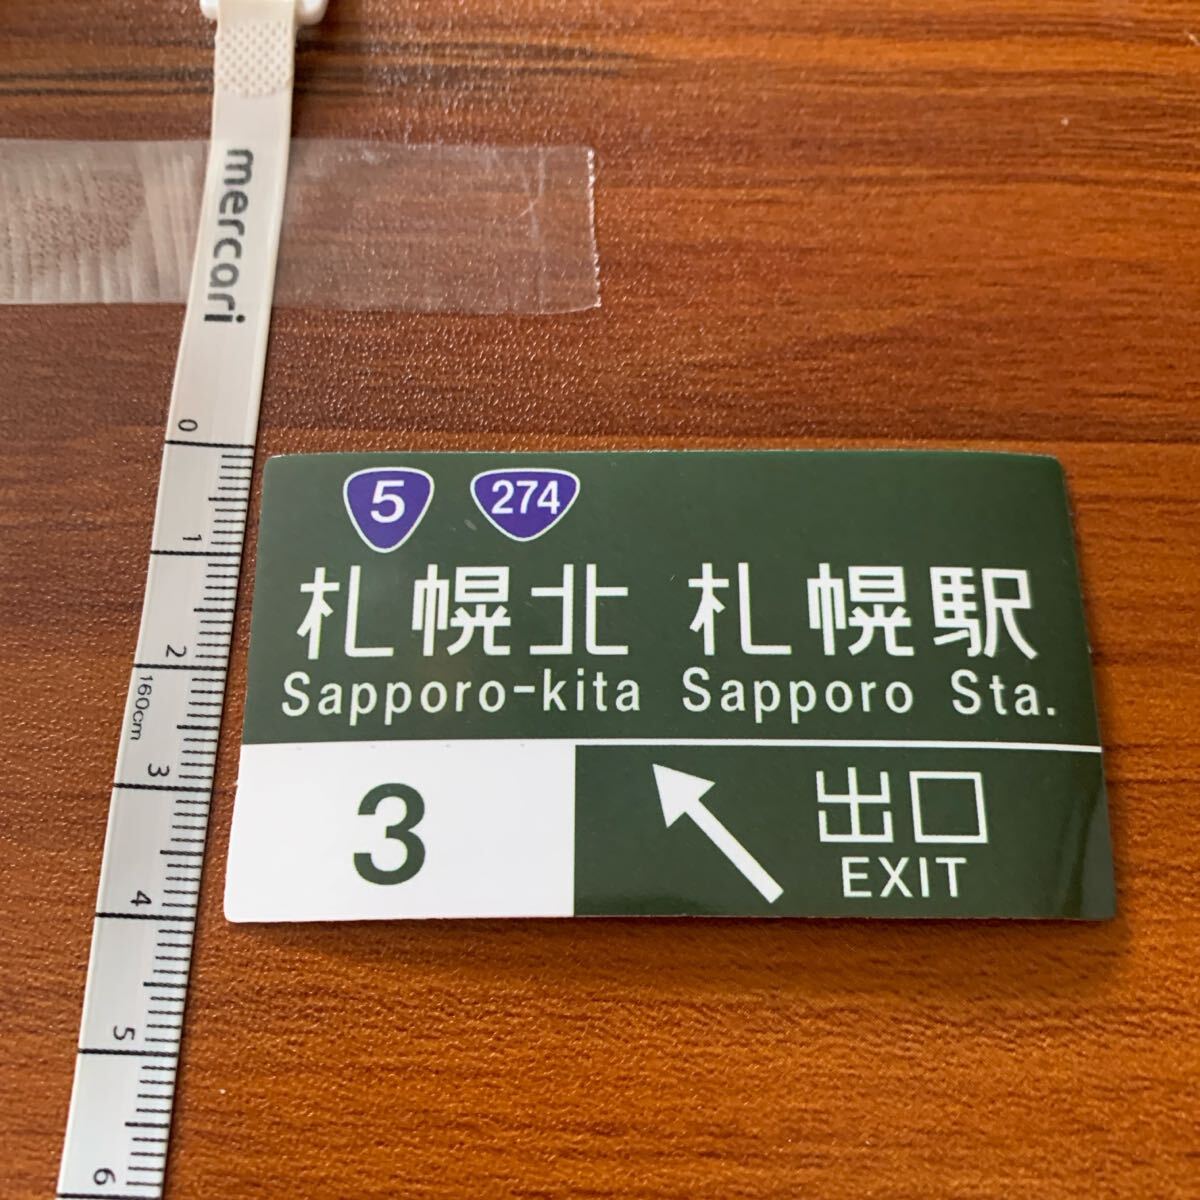 mercari
0
1
2
160cm
3
4
5
6
5 274
札幌北 札幌駅
Sapporo-kita Sapporo Sta.
3
出口
EXIT